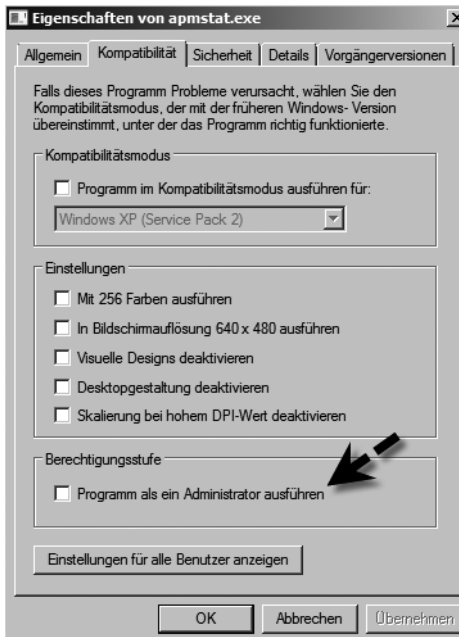 Eigenschaften von apmstat.exe
Allgemein Kompatibilität Sicherheit Details Vorgängerversionen
Falls dieses Programm Probleme verursacht, wählen Sie den
Kompatibilitätsmodus, der mit der früheren Windows- Version
übereinstimmt, unter der das Programm richtig funktionierte.
Kompatibilitätsmodus
Programm im Kompatibilitätsmodus ausführen für:
Windows XP (Service Pack 2)
Einstellungen
Mit 256 Farben ausführen
In Bildschirmauflösung 640 x 480 ausführen
Visuelle Designs deaktivieren
Desktopgestaltung deaktivieren
Skalierung bei hohem DPI-Wert deaktivieren
Berechtigungsstufe
Programm als ein Administrator ausführen
Einstellungen für alle Benutzer anzeigen
OK Abbrechen Übernehmen